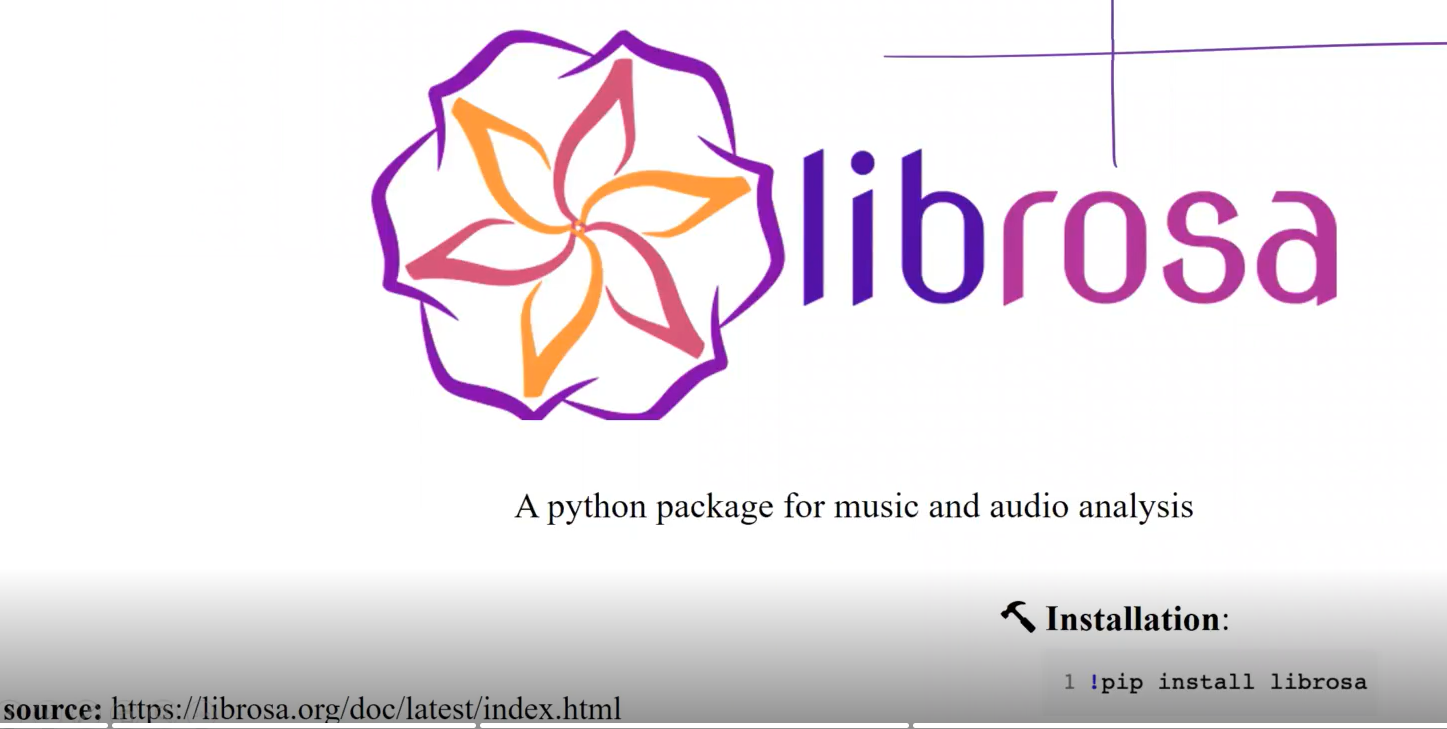 librosa
A python package for music and audio analysis
Installation:
1 !pip install librosa
source: https://librosa.org/doc/latest/index.html